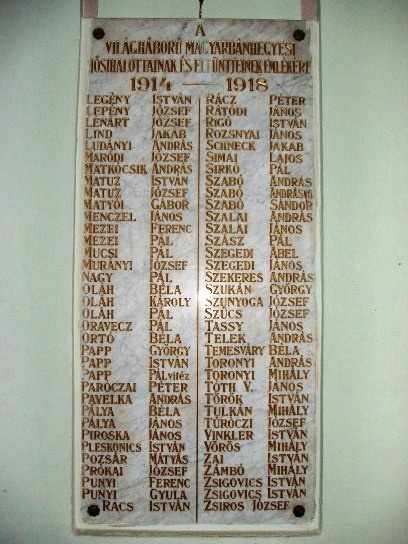 A
VILÁGHÁBORÚ MAGYARBÁNHEGYESI
HŐSIHALOTTAINAK ÉS ELTŰNTJEINEK EMLÉKÉRE
1914 — 1918
LEGÉNY ISTVÁN
LEPÉNY JÓZSEF
LÉNÁRT JÓZSEF
LIND JAKAB
LUDÁNYI ANDRÁS
MARÓDI JÓZSEF
MATKÓCSIK ANDRÁS
MATUZ ISTVÁN
MATUZ JÓZSEF
MATYÓI GÁBOR
MENCZEL JÁNOS
MEZEI FERENC
MEZEI PÁL
MUCSI PÁL
MURÁNYI JÓZSEF
NAGY PÁL
OLÁH BÉLA
OLÁH KÁROLY
OLÁH PÁL
ORAVECZ PÁL
ORTÓ BÉLA
PAPP GYÖRGY
PAPP ISTVÁN
PAPP PÁL vitéz
PARÓCZAI PÉTER
PAVELKA ANDRÁS
PÁLYA BÉLA
PÁLYA JÁNOS
PIROSKA JÁNOS
PLESKONICS ISTVÁN
POZSÁR MÁTYÁS
PRÓKAI JÓZSEF
PUNYI FERENC
PUNYI GYULA
RÁCS ISTVÁN
RÁCZ PÉTER
RATÓDI JÁNOS
RIGÓ ISTVÁN
ROZSNYAI JÁNOS
SCHNECK JAKAB
SIMAI LAJOS
SIRKÓ PÁL
SZABÓ ANDRÁS
SZABÓ ANDRÁS
SZABÓ SÁNDOR
SZALAI ANDRÁS
SZALAI JÁNOS
SZÁSZ PÁL
SZEGEDI ÁBEL
SZEGEDI JÁNOS
SZEKERES ANDRÁS
SZUKÁN GYÖRGY
SZUNYOGA JÓZSEF
SZŰCS JÓZSEF
TASSY JÁNOS
TELEK ANDRÁS
TEMESVÁRY BÉLA
TORONYI ANDRÁS
TORONYI MIHÁLY
TÓTH V. JÁNOS
TÖRÖK ISTVÁN
TULKÁN MIHÁLY
TÚRÓCZI JÓZSEF
VINKLER ISTVÁN
VÖRÖS MIHÁLY
ZAI ISTVÁN
ZÁMBÓ MIHÁLY
ZSIGOVICS ISTVÁN
ZSIGOVICS ISTVÁN
ZSÍROS JÓZSEF